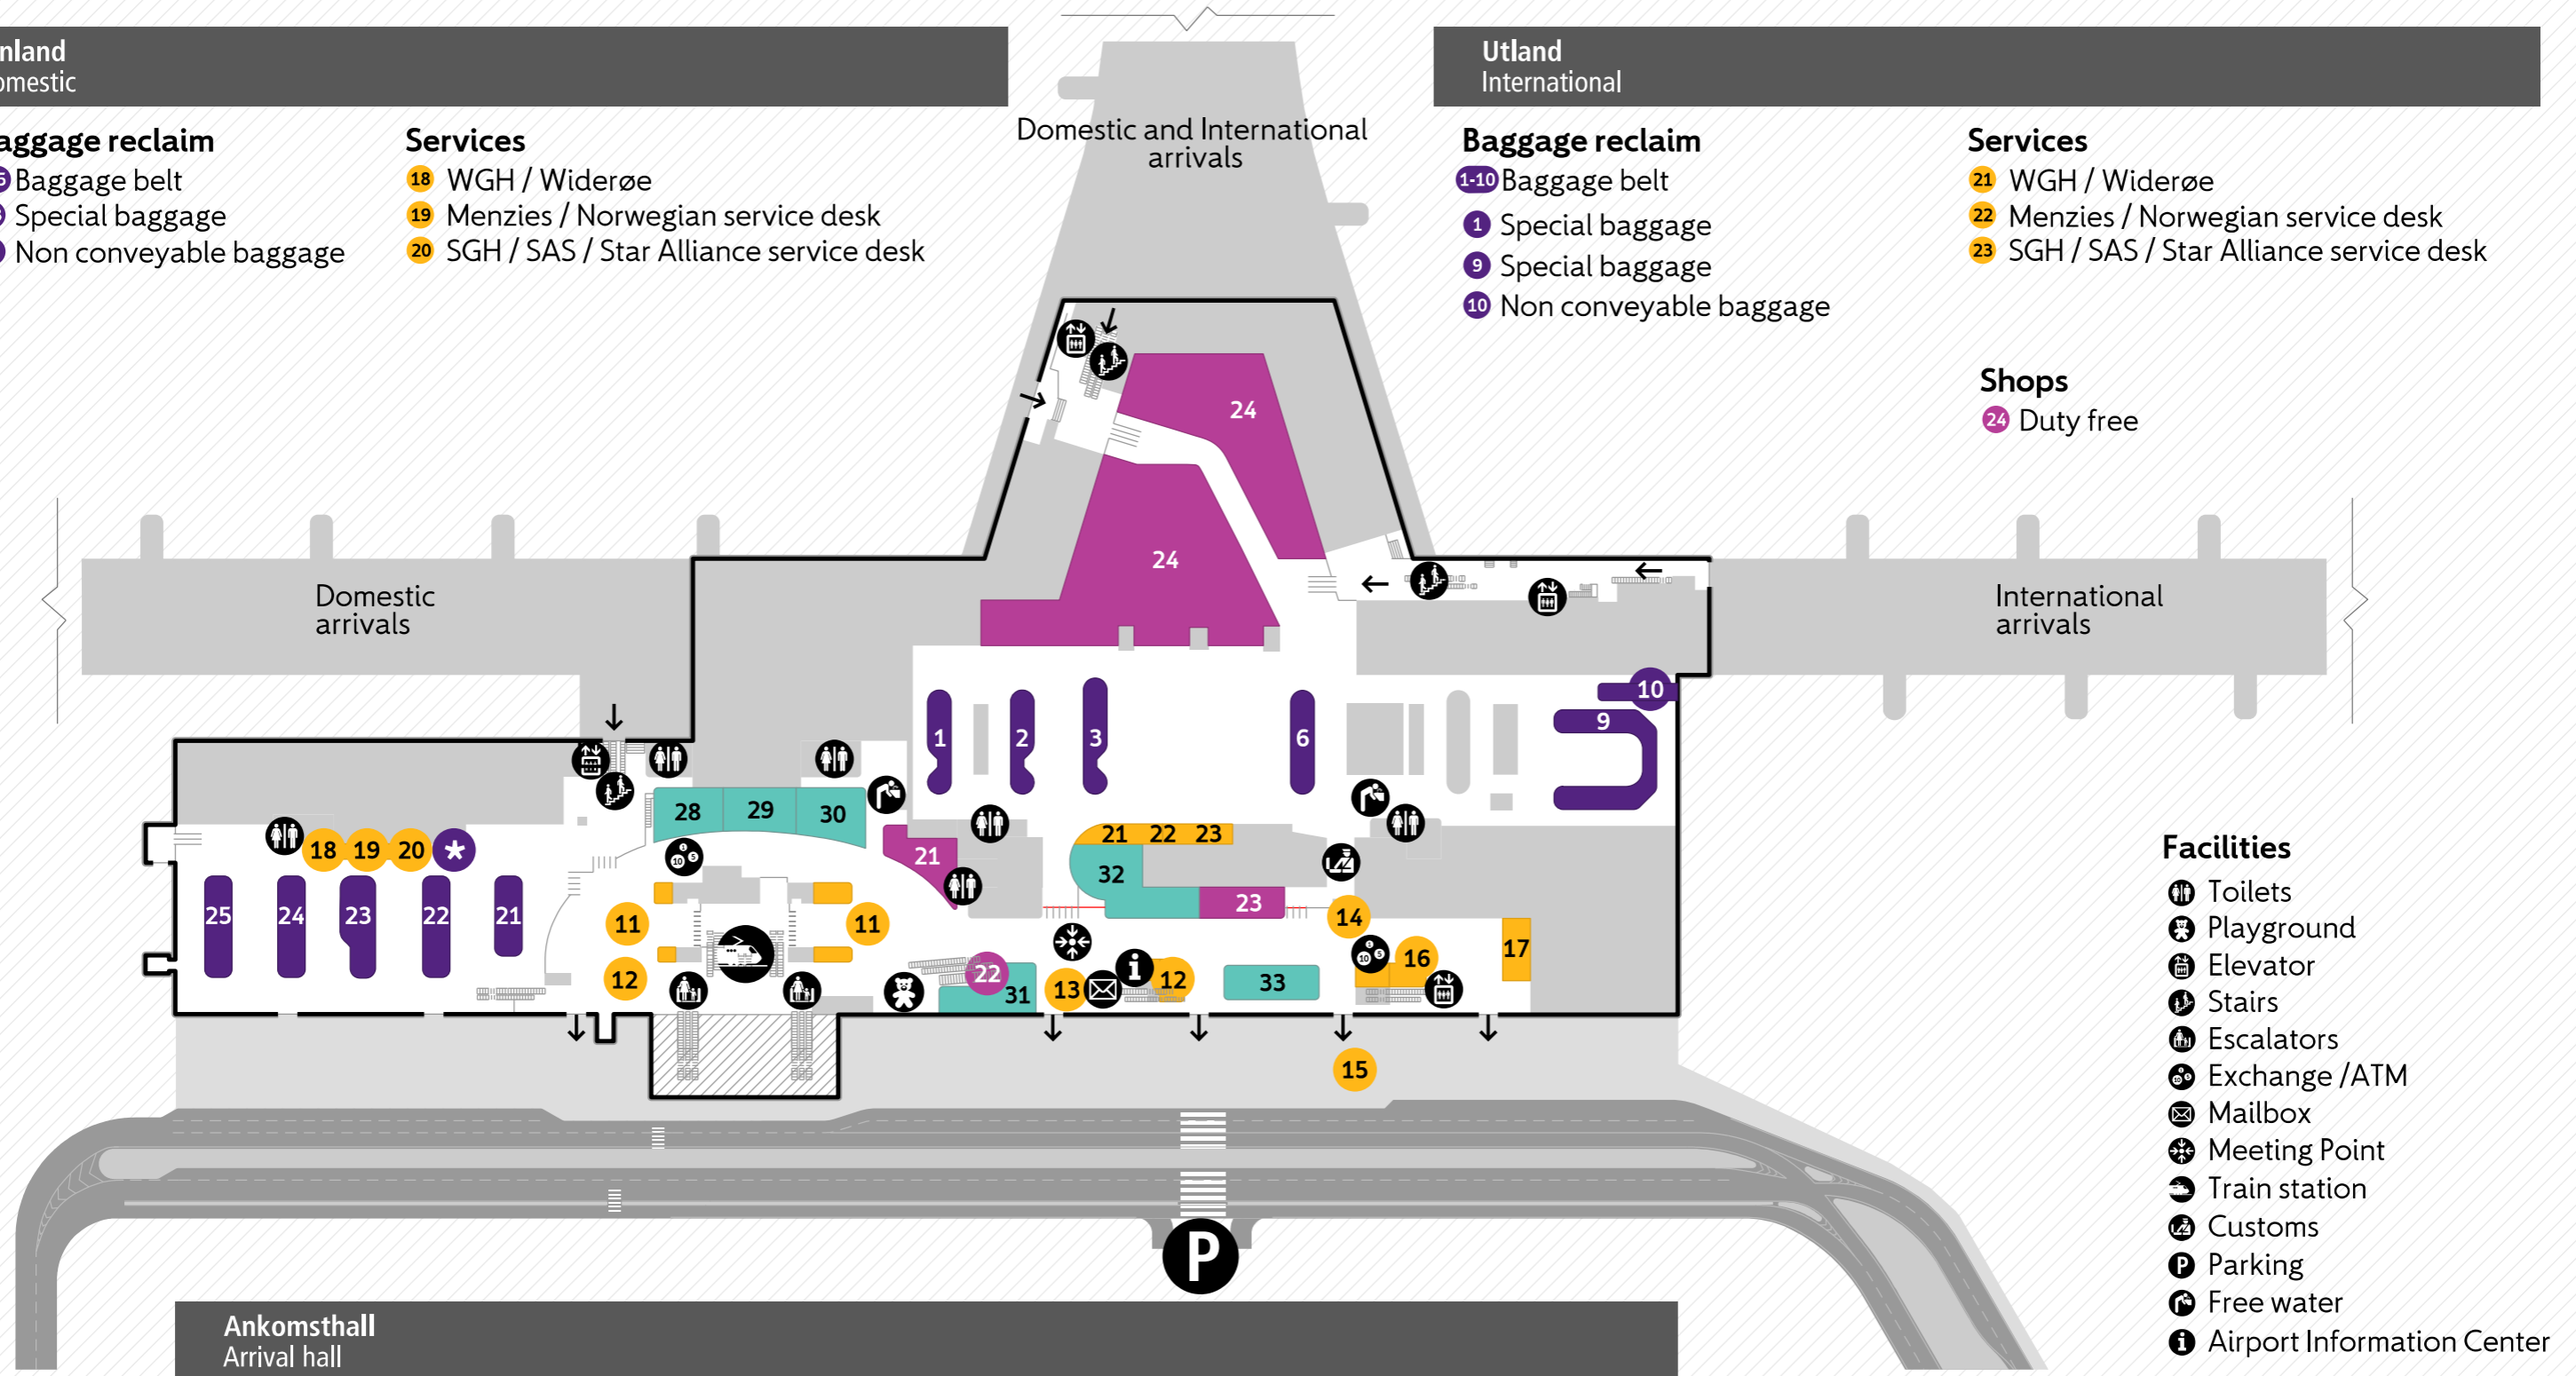 nland
omestic
Utland
International
aggage reclaim
Baggage belt
Special baggage
Non conveyable baggage
Services
18 WGH / Widerøe
19 Menzies / Norwegian service desk
20 SGH / SAS / Star Alliance service desk
Domestic and International
arrivals
Baggage reclaim
1-10 Baggage belt
1 Special baggage
9 Special baggage
10 Non conveyable baggage
Services
21 WGH / Widerøe
22 Menzies / Norwegian service desk
23 SGH / SAS / Star Alliance service desk
Shops
24 Duty free
24
24
Domestic
arrivals
International
arrivals
10
9
1
2
3
6
28
29
30
21
21 22 23
32
23
18 19 20 *
25
24
23
22
21
11
11
12
22
31
13
12
33
14
16
17
15
P
Facilities
Toilets
Playground
Elevator
Stairs
Escalators
Exchange /ATM
Mailbox
Meeting Point
Train station
Customs
P Parking
Free water
i Airport Information Center
Ankomsthall
Arrival hall